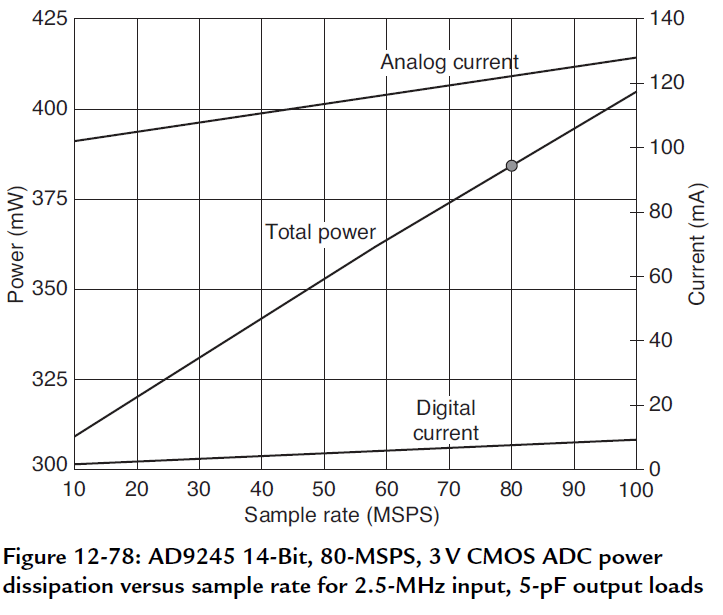 425
400
375
350
325
300
Power (mW)
140
120
100
80
60
40
20
0
Current (mA)
Analog current
Total power
Digital
current
10 20 30 40 50 60 70 80 90 100
Sample rate (MSPS)
Figure 12-78: AD9245 14-Bit, 80-MSPS, 3 V CMOS ADC power
dissipation versus sample rate for 2.5-MHz input, 5-pF output loads